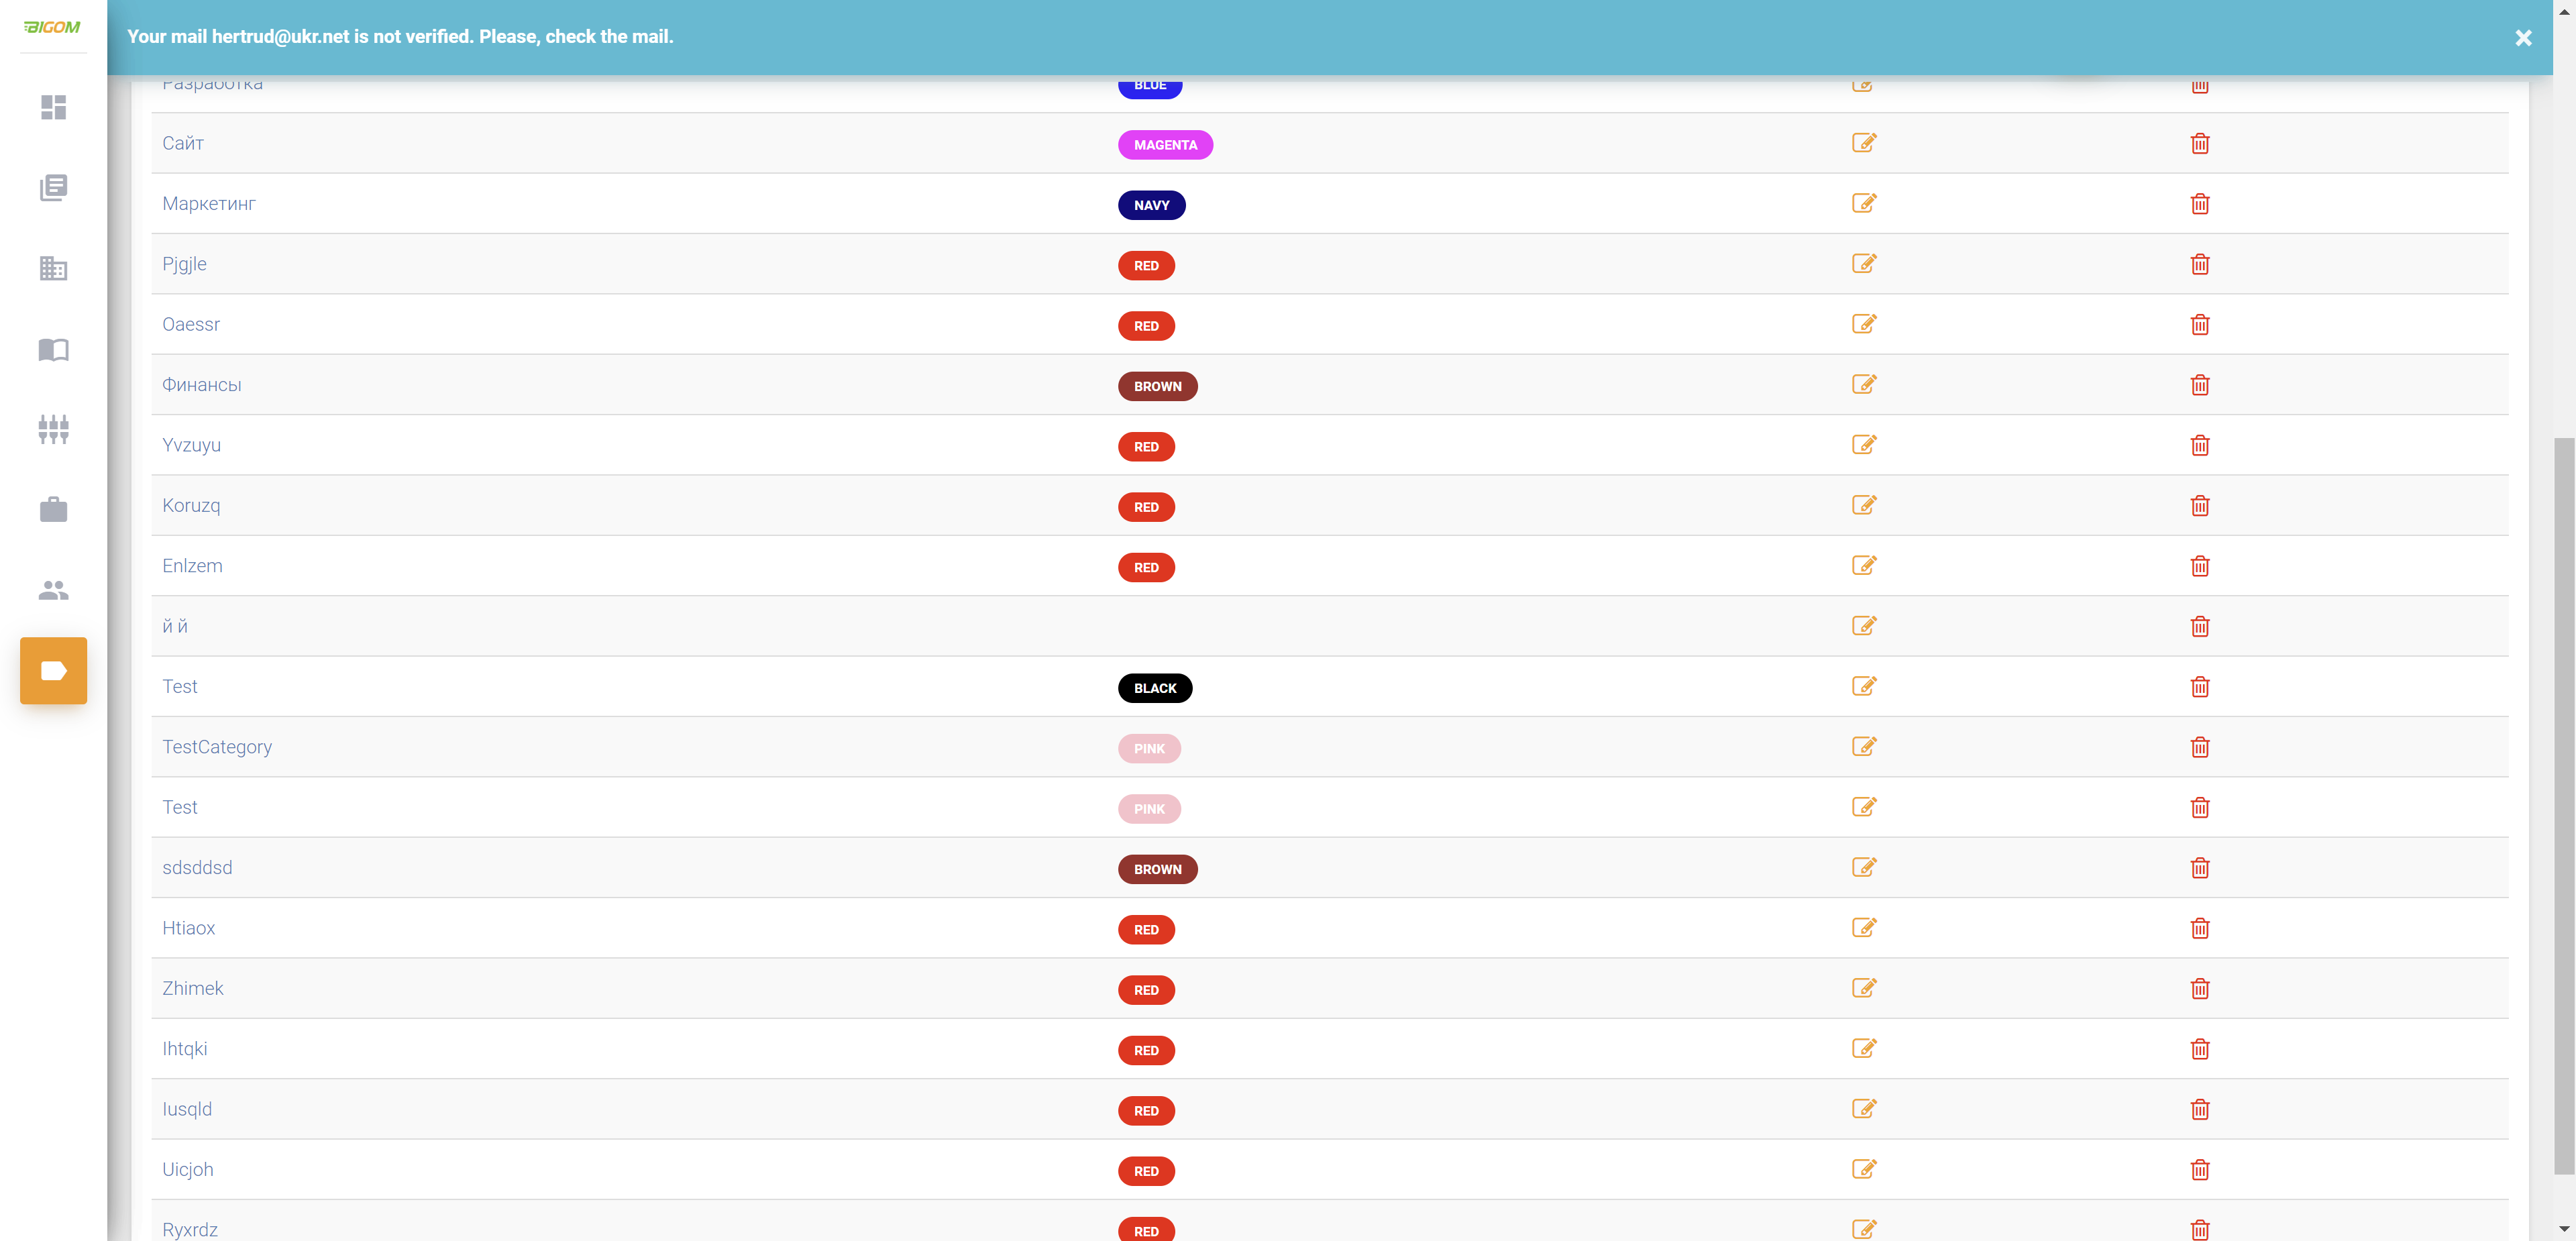 BIGOM
Your mail hertrud@ukr.net is not verified. Please, check the mail.
Разработка BLUE
Сайт MAGENTA
Маркетинг NAVY
Pjgjle RED
Oaessr RED
Финансы BROWN
Yvzuyu RED
Koruzq RED
Enlzem RED
й й
Test BLACK
TestCategory PINK
Test PINK
sdsddsd BROWN
Htiaox RED
Zhimek RED
Ihtqki RED
Iusqld RED
Uicjoh RED
Ryxrdz RED